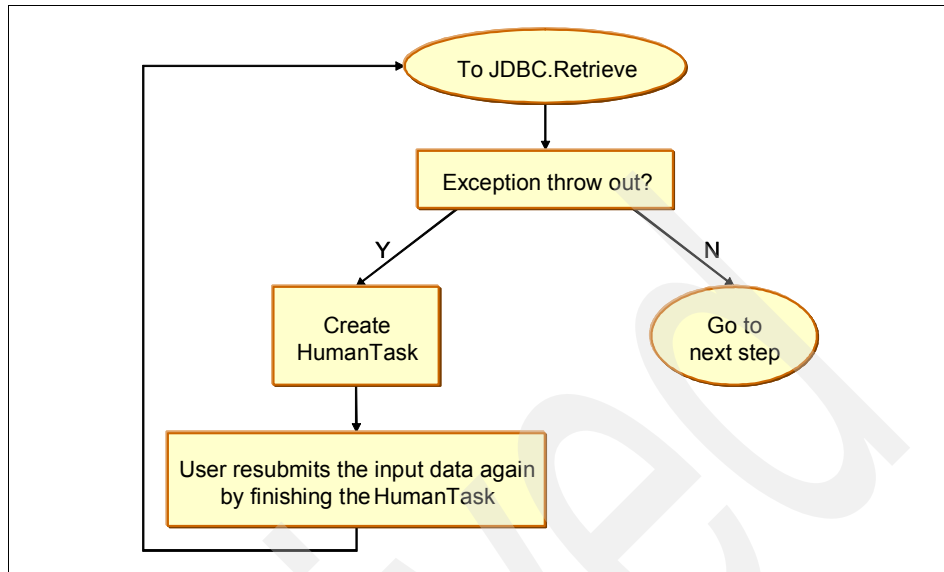 To JDBC.Retrieve
Exception throw out?
Y
N
Create
HumanTask
Go to
next step
User resubmits the input data again
by finishing the HumanTask